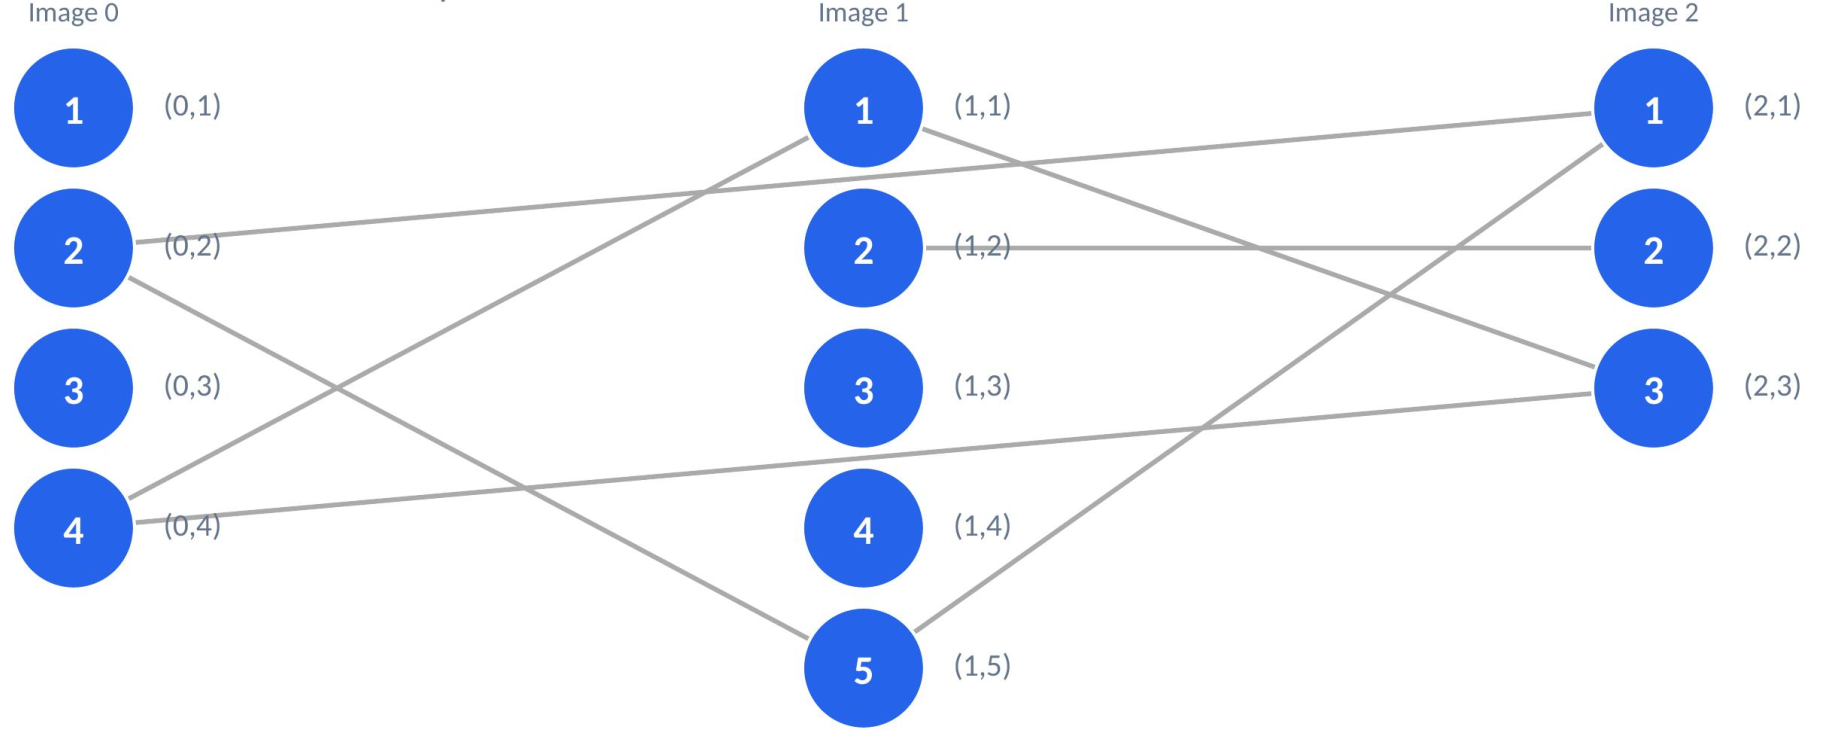 Image 0 Image 1 Image 2
1 (0,1) 1 (1,1) 1 (2,1)
2 (0,2) 2 (1,2) 2 (2,2)
3 (0,3) 3 (1,3) 3 (2,3)
4 (0,4) 4 (1,4)
5 (1,5)